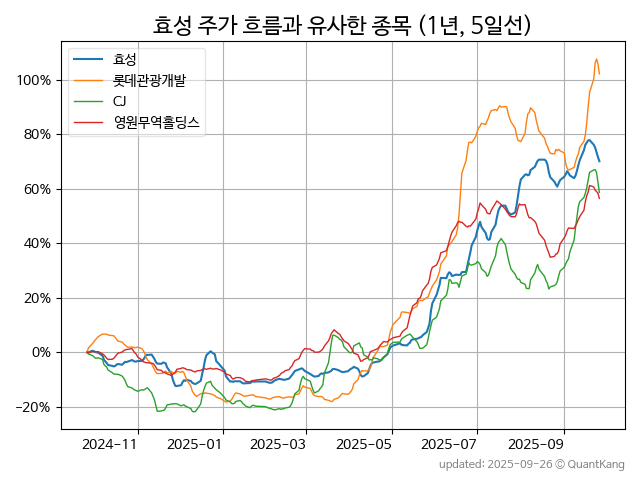 효성 주가 흐름과 유사한 종목 (1년, 5일선)
효성
롯데관광개발
CJ
영원무역홀딩스
100%
80%
60%
40%
20%
0%
−20%
2024−11 2025−01 2025−03 2025−05 2025−07 2025−09
updated: 2025-09-26 © QuantKang